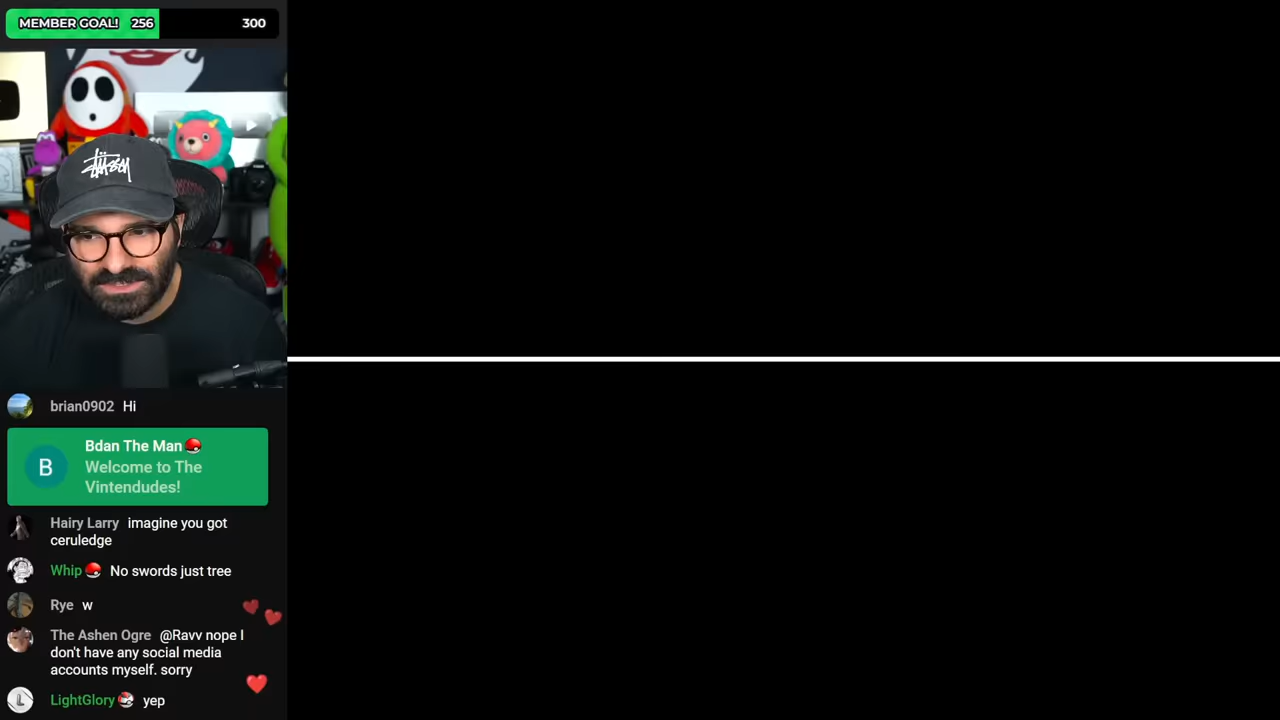 MEMBER GOAL! 256 300
STÜSSY
brian0902 Hi
Bdan The Man
B
Welcome to The
Vintendudes!
Hairy Larry imagine you got
ceruledge
Whip No swords just tree
Rye w
The Ashen Ogre @Ravv nope I
don't have any social media
accounts myself. sorry
L
LightGlory yep